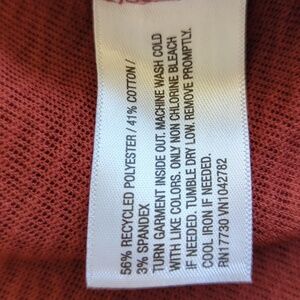 56% RECYCLED POLYESTER / 41% COTTON /
3% SPANDEX
TURN GARMENT INSIDE OUT. MACHINE WASH COLD
WITH LIKE COLORS. ONLY NON CHLORINE BLEACH
IF NEEDED. TUMBLE DRY LOW. REMOVE PROMPTLY.
COOL IRON IF NEEDED.
RN17730 VN1042782